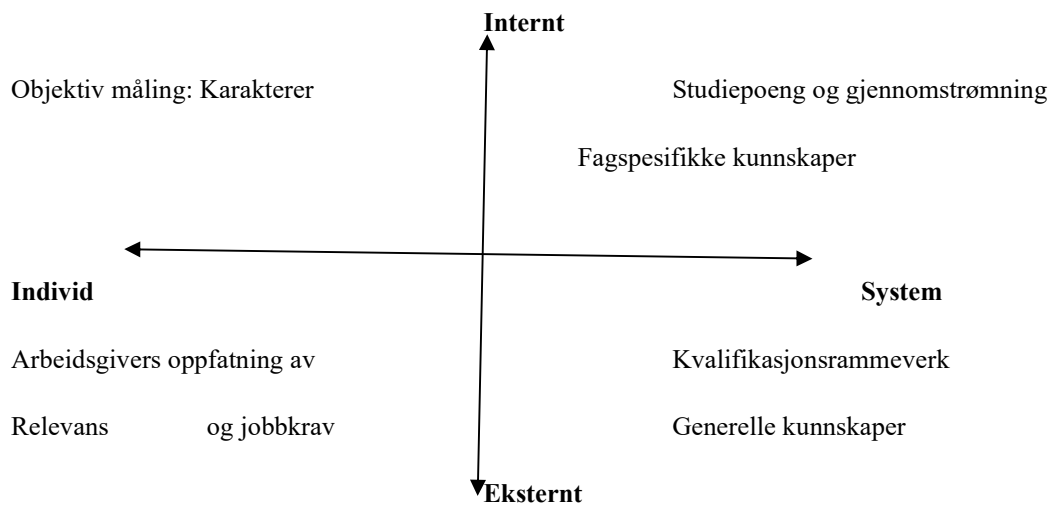 Internt
Objektiv måling: Karakterer Studiepoeng og gjennomstrømning
Fagspesifikke kunnskaper
Individ System
Arbeidsgivers oppfatning av Kvalifikasjonsrammeverk
Relevans og jobbkrav Generelle kunnskaper
Eksternt